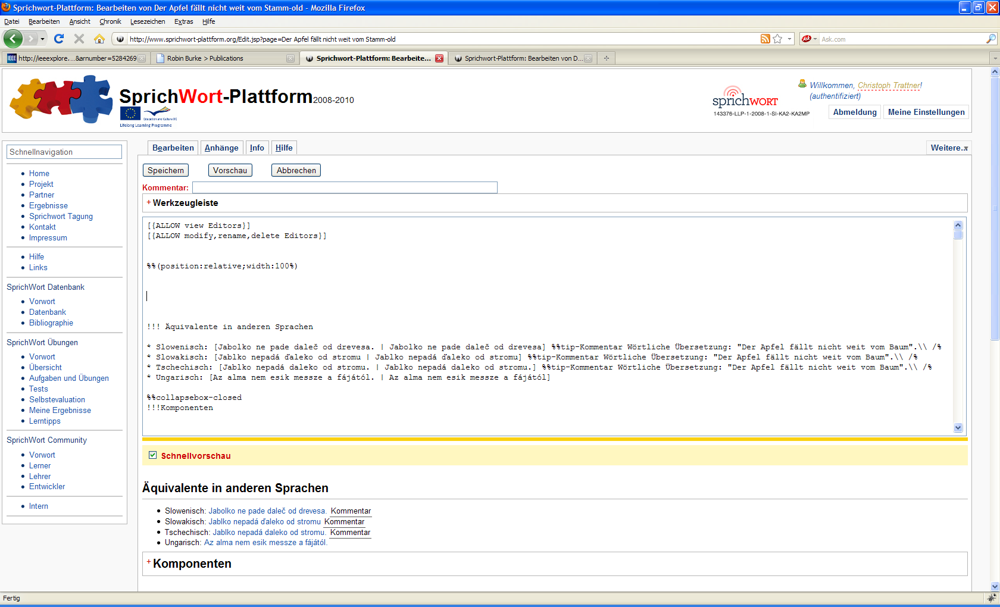 Sprichwort-Plattform: Bearbeiten von Der Apfel fällt nicht weit vom Stamm-old - Mozilla Firefox
Datei Bearbeiten Ansicht Chronik Lesezeichen Extras Hilfe
http://www.sprichwort-plattform.org/Edit.jsp?page=Der Apfel fällt nicht weit vom Stamm-old
Ask Ask.com
IEEE http://ieeexplore....&arnumber=5284269
Robin Burke > Publications
Sprichwort-Plattform: Bearbeite...
Sprichwort-Plattform: Bearbeiten von D...
SprichWort-Plattform2008-2010
Education and Culture DG
Lifelong Learning Programme
sprichWORT
143376-LLP-1-2008-1-SI-KA2-KA2MP
Willkommen, Christoph Trattner!
(authentifiziert)
Abmeldung Meine Einstellungen
Schnellnavigation
Home
Projekt
Partner
Ergebnisse
Sprichwort Tagung
Kontakt
Impressum
Hilfe
Links
SprichWort Datenbank
Vorwort
Datenbank
Bibliographie
SprichWort Übungen
Vorwort
Übersicht
Aufgaben und Übungen
Tests
Selbstevaluation
Meine Ergebnisse
Lerntipps
SprichWort Community
Vorwort
Lerner
Lehrer
Entwickler
Intern
Bearbeiten Anhänge Info Hilfe
Weitere...
Speichern Vorschau Abbrechen
Kommentar:
+ Werkzeugleiste
[{ALLOW view Editors}]
[{ALLOW modify,rename,delete Editors}]
%%(position:relative;width:100%)
!!! Äquivalente in anderen Sprachen
* Slowenisch: [Jabolko ne pade daleč od drevesa. | Jabolko ne pade daleč od drevesa] %%tip-Kommentar Wörtliche Übersetzung: "Der Apfel fällt nicht weit vom Baum".\\ /%
* Slowakisch: [Jablko nepadá ďaleko od stromu | Jablko nepadá ďaleko od stromu] %%tip-Kommentar Wörtliche Übersetzung: "Der Apfel fällt nicht weit vom Baum".\\ /%
* Tschechisch: [Jablko nepadá daleko od stromu. | Jablko nepadá daleko od stromu.] %%tip-Kommentar Wörtliche Übersetzung: "Der Apfel fällt nicht weit vom Baum".\\ /%
* Ungarisch: [Az alma nem esik messze a fájától. | Az alma nem esik messze a fájától]
%%collapsebox-closed
!!!Komponenten
Schnellvorschau
Äquivalente in anderen Sprachen
Slowenisch: Jabolko ne pade daleč od drevesa. Kommentar
Slowakisch: Jablko nepadá ďaleko od stromu Kommentar
Tschechisch: Jablko nepadá daleko od stromu. Kommentar
Ungarisch: Az alma nem esik messze a fájától.
+ Komponenten
Fertig